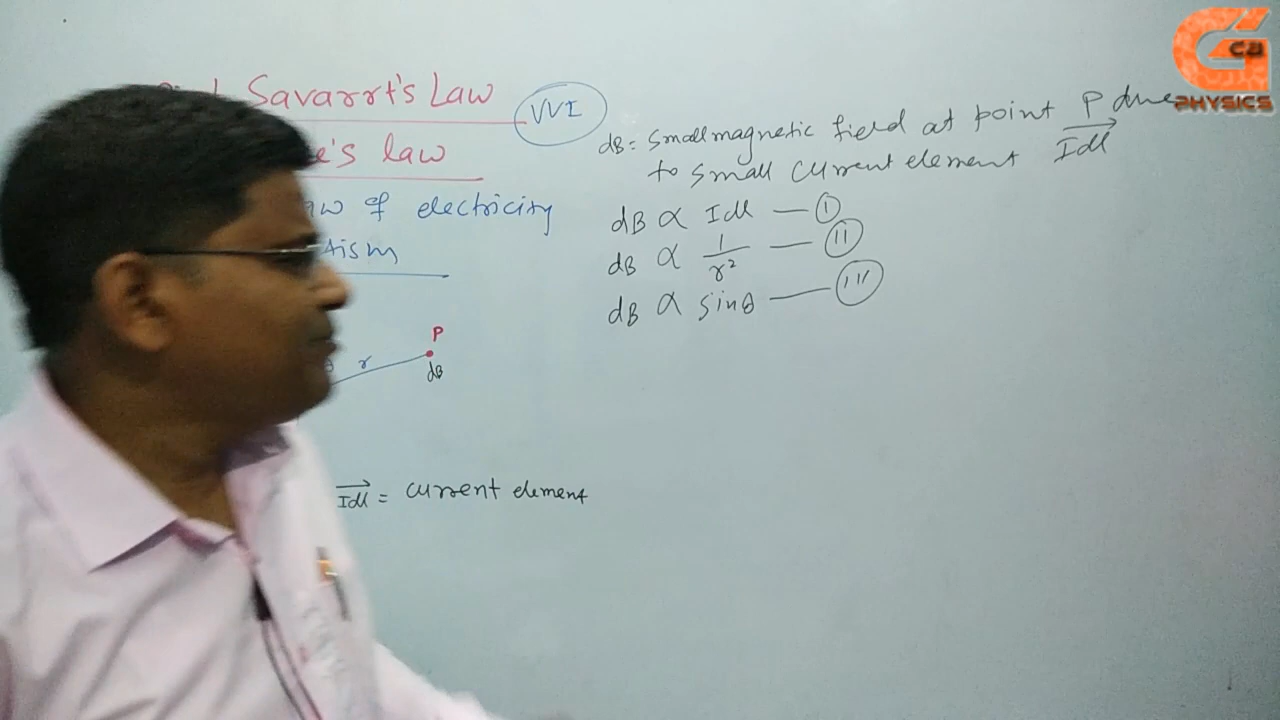 Savarrt's Law
VVI
e's law
w of electricity
tism
P
r
dB
Idl = current element
dB = Small magnetic field at point P due
to small current element Idl
dB ∝ Idl — I
dB ∝ 1/r² — II
dB ∝ sinθ — III
G
CA
PHYSICS